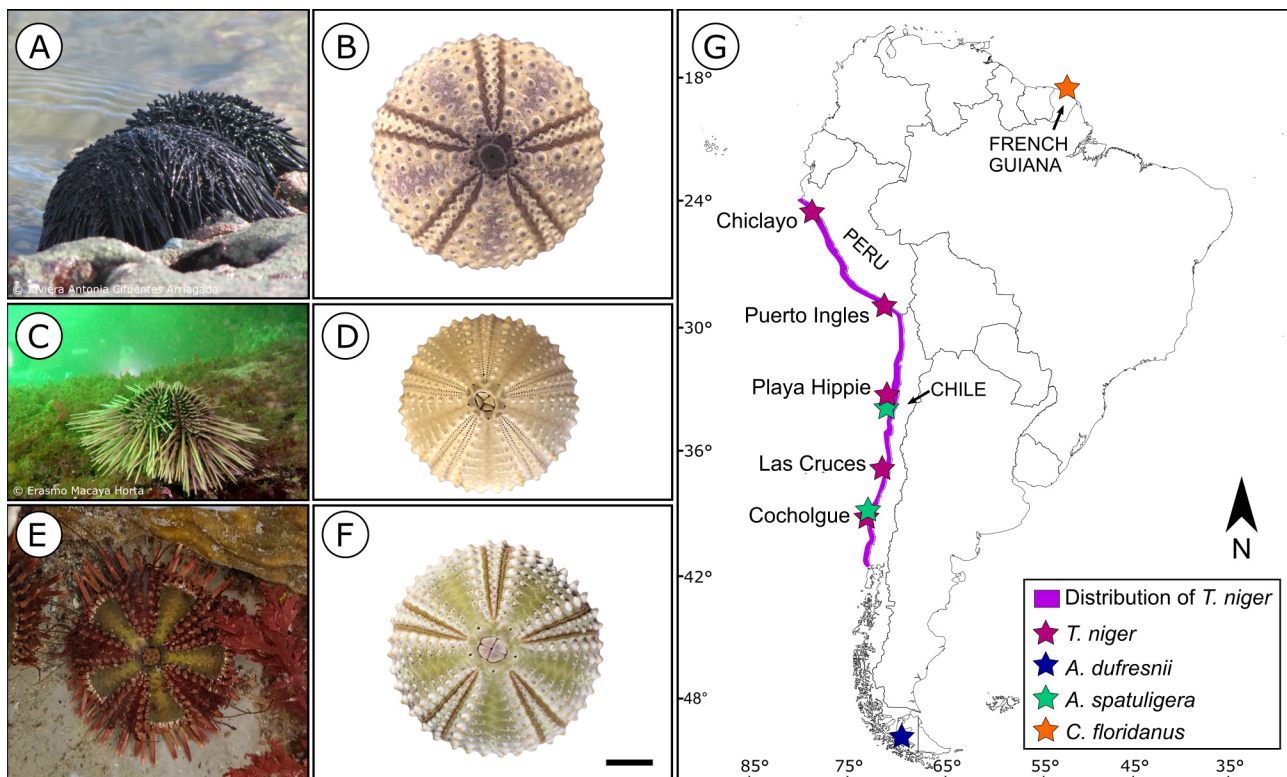 A
© Javiera Antonia Cifuentes Arriagada
B
C
© Erasmo Macaya Horta
D
E
F
G
18°
24°
30°
36°
42°
48°
FRENCH
GUIANA
Chiclayo
PERU
Puerto Ingles
Playa Hippie
CHILE
Las Cruces
Cocholgue
N
Distribution of T. niger
T. niger
A. dufresnii
A. spatuligera
C. floridanus
85°
75°
65°
55°
45°
35°